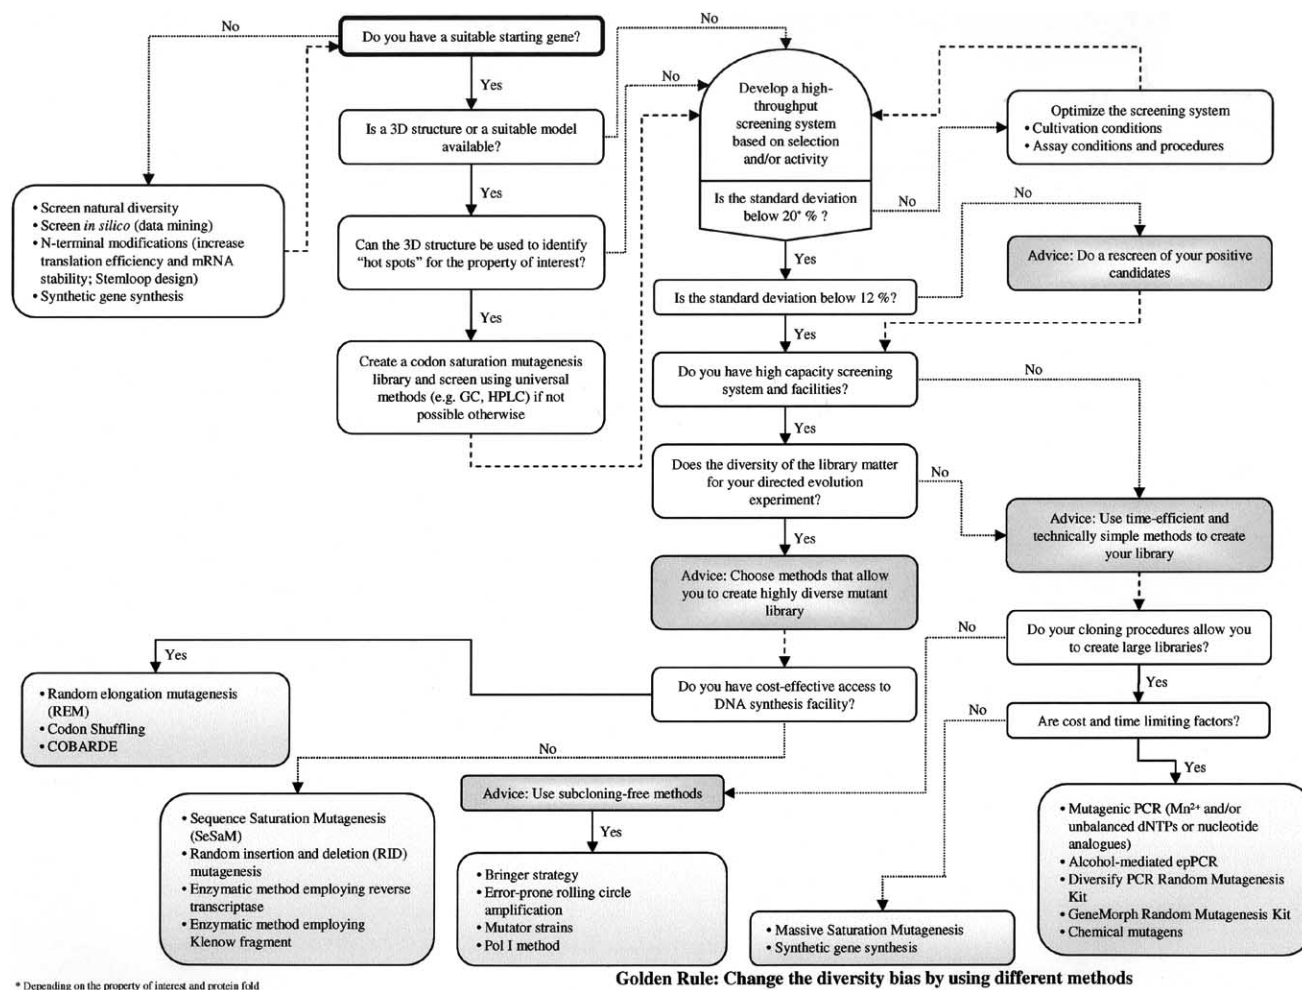 No
Do you have a suitable starting gene?
No
Yes
No
Develop a high-
throughput
screening system
based on selection
and/or activity
Optimize the screening system
• Cultivation conditions
• Assay conditions and procedures
Is a 3D structure or a suitable model
available?
Yes
• Screen natural diversity
• Screen in silico (data mining)
• N-terminal modifications (increase
translation efficiency and mRNA
stability; Stemloop design)
• Synthetic gene synthesis
Is the standard deviation
below 20* % ?
No
No
Can the 3D structure be used to identify
“hot spots” for the property of interest?
Yes
Advice: Do a rescreen of your positive
candidates
Is the standard deviation below 12 %?
Yes
Yes
Create a codon saturation mutagenesis
library and screen using universal
methods (e.g. GC, HPLC) if not
possible otherwise
Do you have high capacity screening
system and facilities?
No
Yes
Does the diversity of the library matter
for your directed evolution
experiment?
No
Yes
Advice: Use time-efficient and
technically simple methods to create
your library
Advice: Choose methods that allow
you to create highly diverse mutant
library
No
Do your cloning procedures allow you
to create large libraries?
Yes
• Random elongation mutagenesis
(REM)
• Codon Shuffling
• COBARDE
Do you have cost-effective access to
DNA synthesis facility?
Yes
No
Are cost and time limiting factors?
No
Yes
Advice: Use subcloning-free methods
Yes
• Sequence Saturation Mutagenesis
(SeSaM)
• Random insertion and deletion (RID)
mutagenesis
• Enzymatic method employing reverse
transcriptase
• Enzymatic method employing
Klenow fragment
• Bringer strategy
• Error-prone rolling circle
amplification
• Mutator strains
• Pol I method
• Massive Saturation Mutagenesis
• Synthetic gene synthesis
• Mutagenic PCR (Mn²⁺ and/or
unbalanced dNTPs or nucleotide
analogues)
• Alcohol-mediated epPCR
• Diversify PCR Random Mutagenesis
Kit
• GeneMorph Random Mutagenesis Kit
• Chemical mutagens
Golden Rule: Change the diversity bias by using different methods
* Depending on the property of interest and protein fold